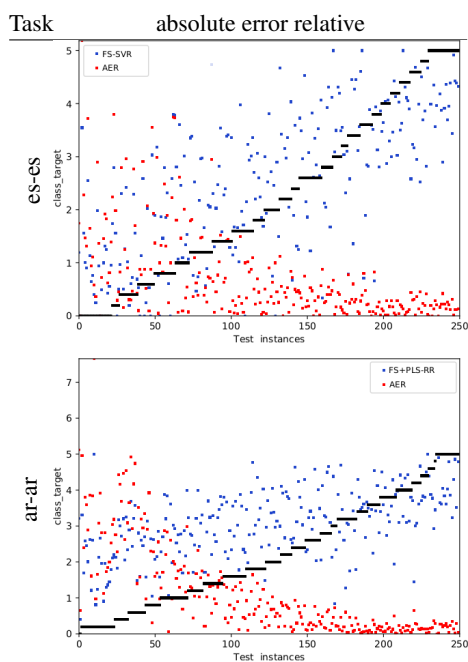 Task absolute error relative
es-es
class_target
5
4
3
2
1
0
FS-SVR
AER
0 50 100 150 200 250
Test instances
ar-ar
class_target
7
6
5
4
3
2
1
0
FS+PLS-RR
AER
0 50 100 150 200 250
Test instances